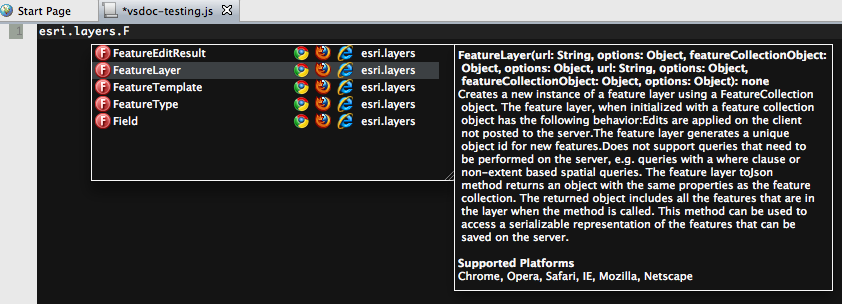 Start Page
*vsdoc-testing.js
1 esri.layers.F
F FeatureEditResult esri.layers
F FeatureLayer esri.layers
F FeatureTemplate esri.layers
F FeatureType esri.layers
F Field esri.layers
FeatureLayer(url: String, options: Object, featureCollectionObject:
Object, options: Object, url: String, options: Object,
featureCollectionObject: Object, options: Object): none
Creates a new instance of a feature layer using a FeatureCollection
object. The feature layer, when initialized with a feature collection
object has the following behavior:Edits are applied on the client
not posted to the server.The feature layer generates a unique
object id for new features.Does not support queries that need to
be performed on the server, e.g. queries with a where clause or
non-extent based spatial queries. The feature layer toJson
method returns an object with the same properties as the feature
collection. The returned object includes all the features that are in
the layer when the method is called. This method can be used to
access a serializable representation of the features that can be
saved on the server.
Supported Platforms
Chrome, Opera, Safari, IE, Mozilla, Netscape